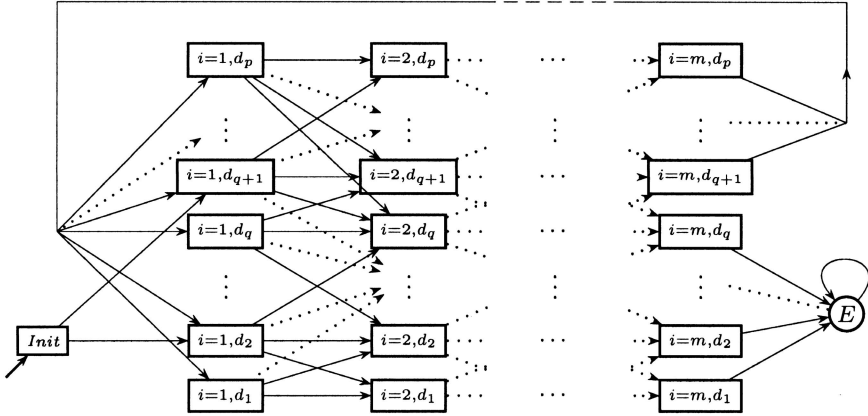 i=1,d_p i=2,d_p ··· i=m,d_p
i=1,d_{q+1} i=2,d_{q+1} ··· i=m,d_{q+1}
i=1,d_q i=2,d_q ··· i=m,d_q
Init i=1,d_2 i=2,d_2 ··· i=m,d_2 E
i=1,d_1 i=2,d_1 ··· i=m,d_1